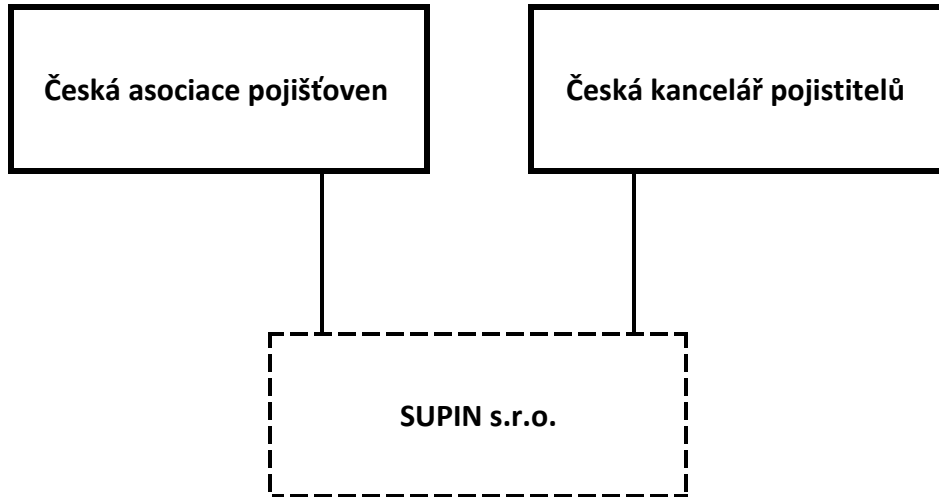 Česká asociace pojišťoven
Česká kancelář pojistitelů
SUPIN s.r.o.